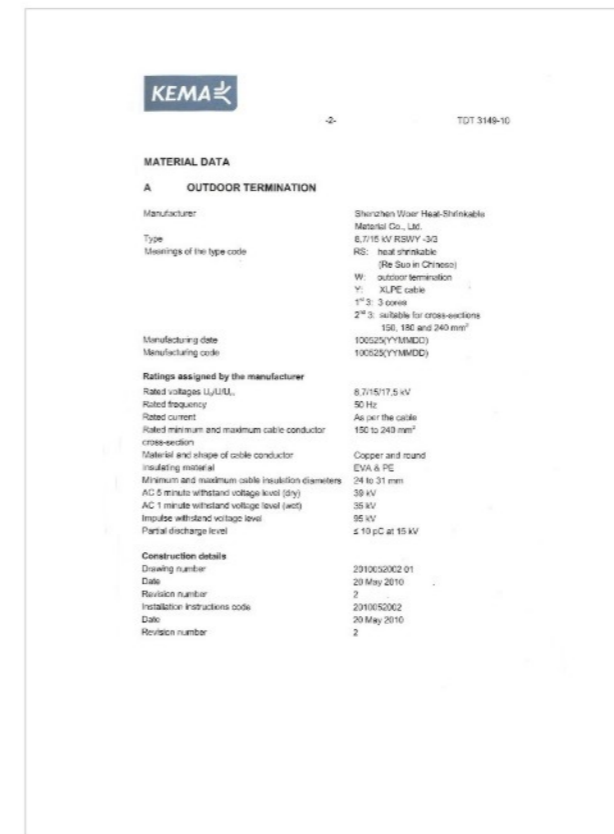 KEMA
-2-
TDT 3149-10
MATERIAL DATA
A OUTDOOR TERMINATION
Manufacturer Shenzhen Woer Heat-Shrinkable
Material Co., Ltd.
Type 8,7/15 kV RSWY -3/3
Meanings of the type code RS: heat shrinkable
(Re Suo in Chinese)
W: outdoor termination
Y: XLPE cable
1st 3: 3 cores
2nd 3: suitable for cross-sections
150, 180 and 240 mm²
Manufacturing date 100525(YYMMDD)
Manufacturing code 100525(YYMMDD)
Ratings assigned by the manufacturer
Rated voltages U₀/U/Uₘ 8,7/15/17,5 kV
Rated frequency 50 Hz
Rated current As per the cable
Rated minimum and maximum cable conductor 150 to 240 mm²
cross-section
Material and shape of cable conductor Copper and round
Insulating material EVA & PE
Minimum and maximum cable insulation diameters 24 to 31 mm
AC 5 minute withstand voltage level (dry) 39 kV
AC 1 minute withstand voltage level (wet) 35 kV
Impulse withstand voltage level 95 kV
Partial discharge level ≤ 10 pC at 15 kV
Construction details
Drawing number 2010052002 01
Date 20 May 2010
Revision number 2
Installation instructions code 2010052002
Date 20 May 2010
Revision number 2